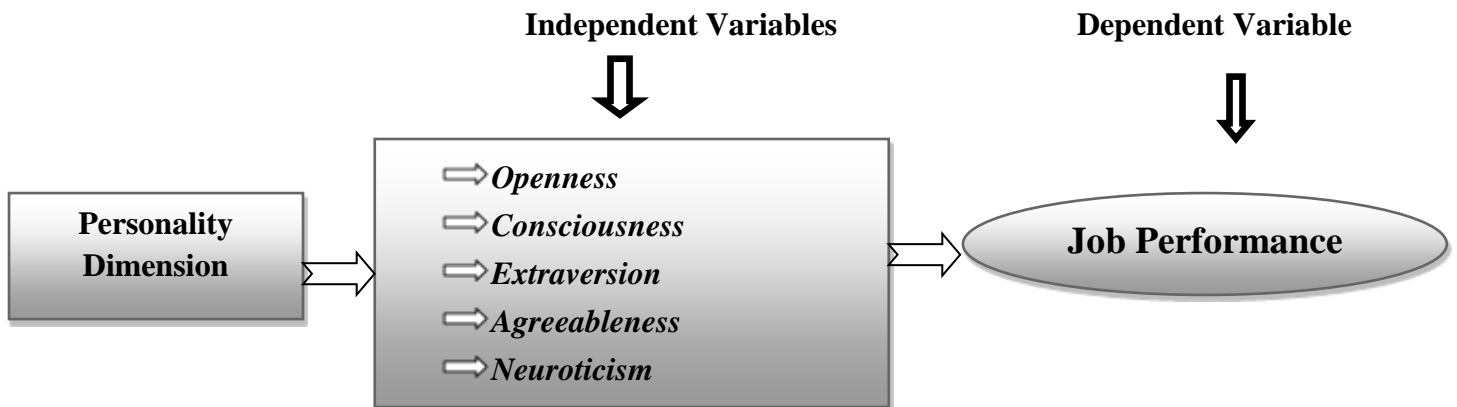 Independent Variables
Dependent Variable
Personality
Dimension
Openness
Consciousness
Extraversion
Agreeableness
Neuroticism
Job Performance